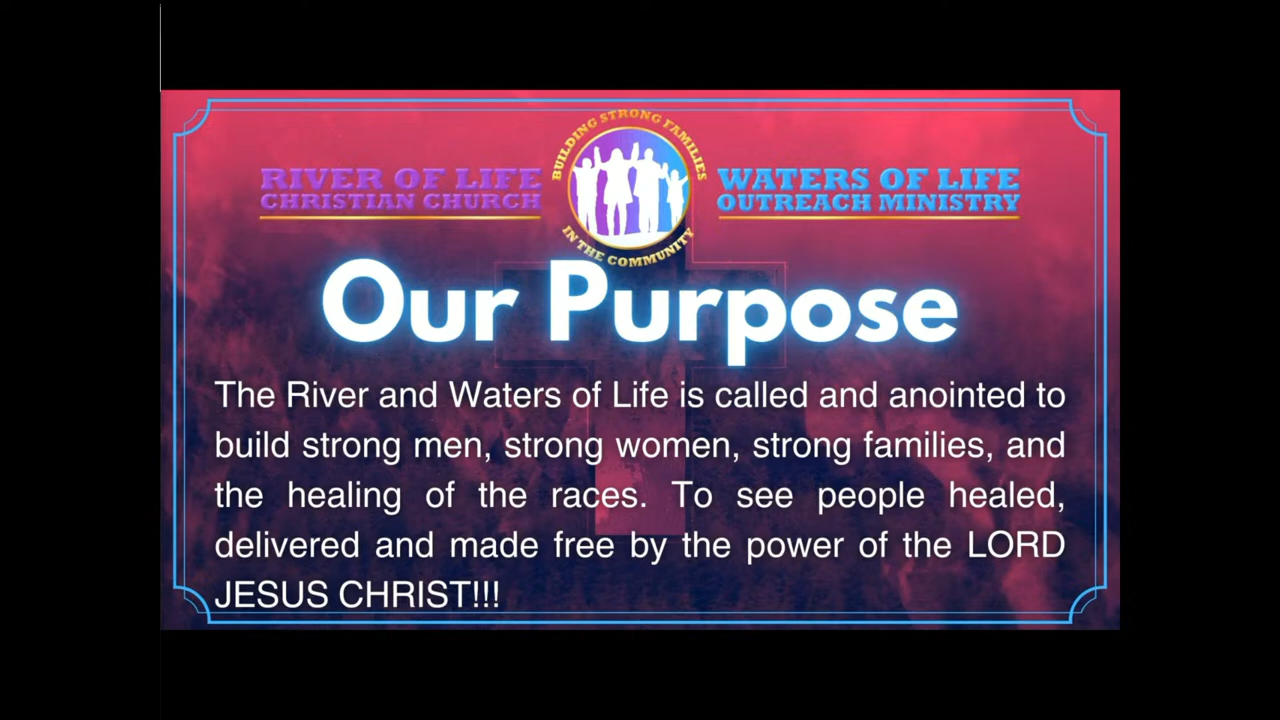 BUILDING STRONG FAMILIES
RIVER OF LIFE
CHRISTIAN CHURCH
WATERS OF LIFE
OUTREACH MINISTRY
IN THE COMMUNITY
Our Purpose
The River and Waters of Life is called and anointed to
build strong men, strong women, strong families, and
the healing of the races. To see people healed,
delivered and made free by the power of the LORD
JESUS CHRIST!!!